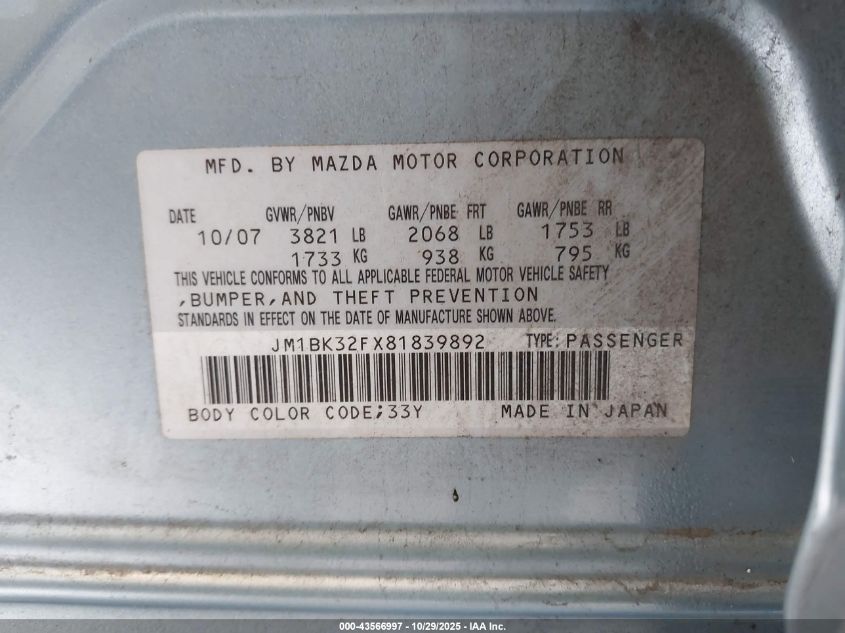 MFD. BY MAZDA MOTOR CORPORATION
DATE GVWR/PNBV GAWR/PNBE FRT GAWR/PNBE RR
10/07 3821 LB 2068 LB 1753 LB
1733 KG 938 KG 795 KG
THIS VEHICLE CONFORMS TO ALL APPLICABLE FEDERAL MOTOR VEHICLE SAFETY
,BUMPER,AND THEFT PREVENTION
STANDARDS IN EFFECT ON THE DATE OF MANUFACTURE SHOWN ABOVE.
JM1BK32FX81839892 TYPE:PASSENGER
BODY COLOR CODE;33Y MADE IN JAPAN
000-43566997 - 10/29/2025 - IAA Inc.